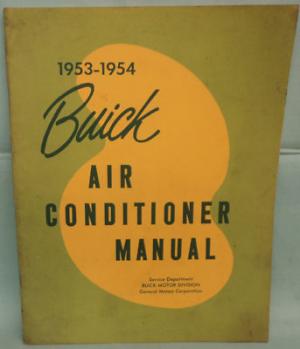 1953-1954
Buick
AIR
CONDITIONER
MANUAL
Service Department
BUICK MOTOR DIVISION
General Motors Corporation